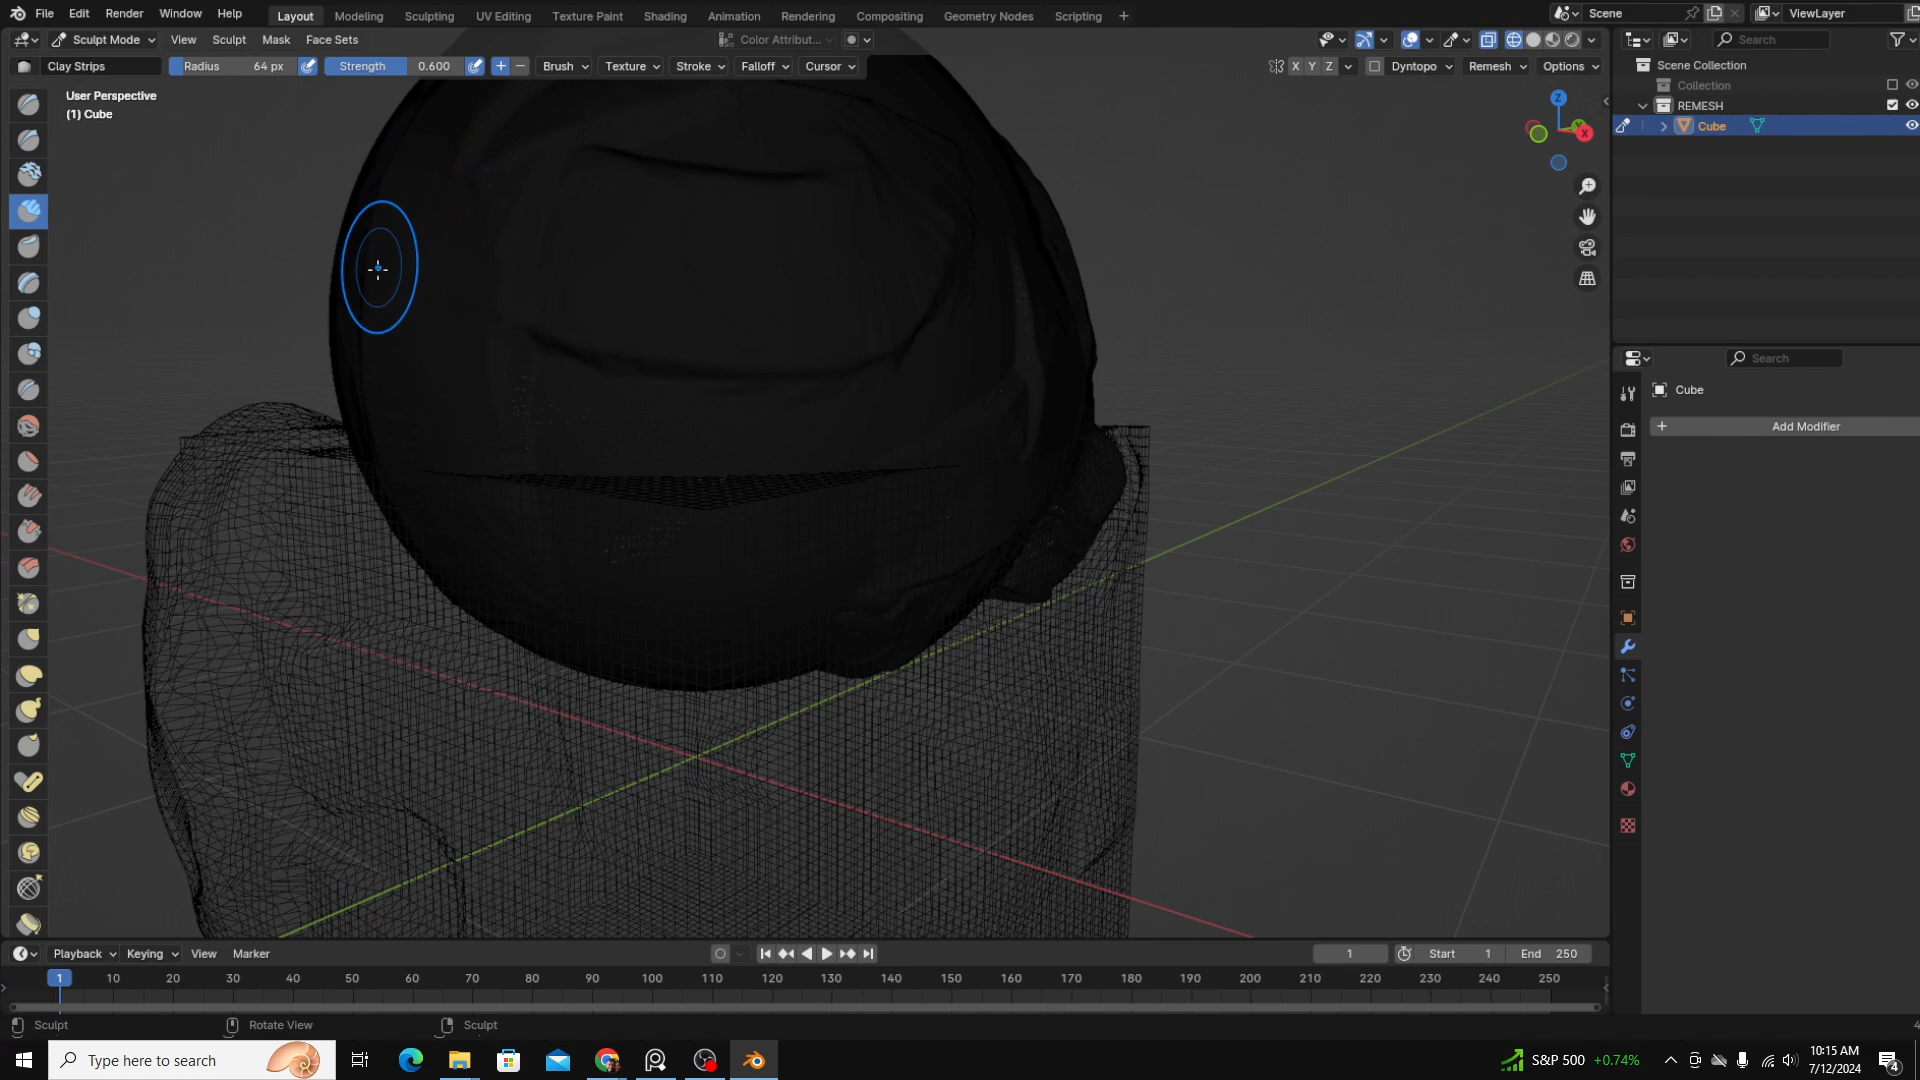 File Edit Render Window Help Layout Modeling Sculpting UV Editing Texture Paint Shading Animation Rendering Compositing Geometry Nodes Scripting + Scene ViewLayer
Sculpt Mode View Sculpt Mask Face Sets Color Attribut... Search
Clay Strips Radius 64 px Strength 0.600 Brush Texture Stroke Falloff Cursor X Y Z Dyntopo Remesh Options Scene Collection
Collection
User Perspective
(1) Cube
REMESH
Z
Cube
X
Search
Cube
Add Modifier
Playback Keying View Marker 1 Start 1 End 250
1 10 20 30 40 50 60 70 80 90 100 110 120 130 140 150 160 170 180 190 200 210 220 230 240 250
Sculpt Rotate View Sculpt
Type here to search S&P 500 +0.74% 10:15 AM
7/12/2024
4